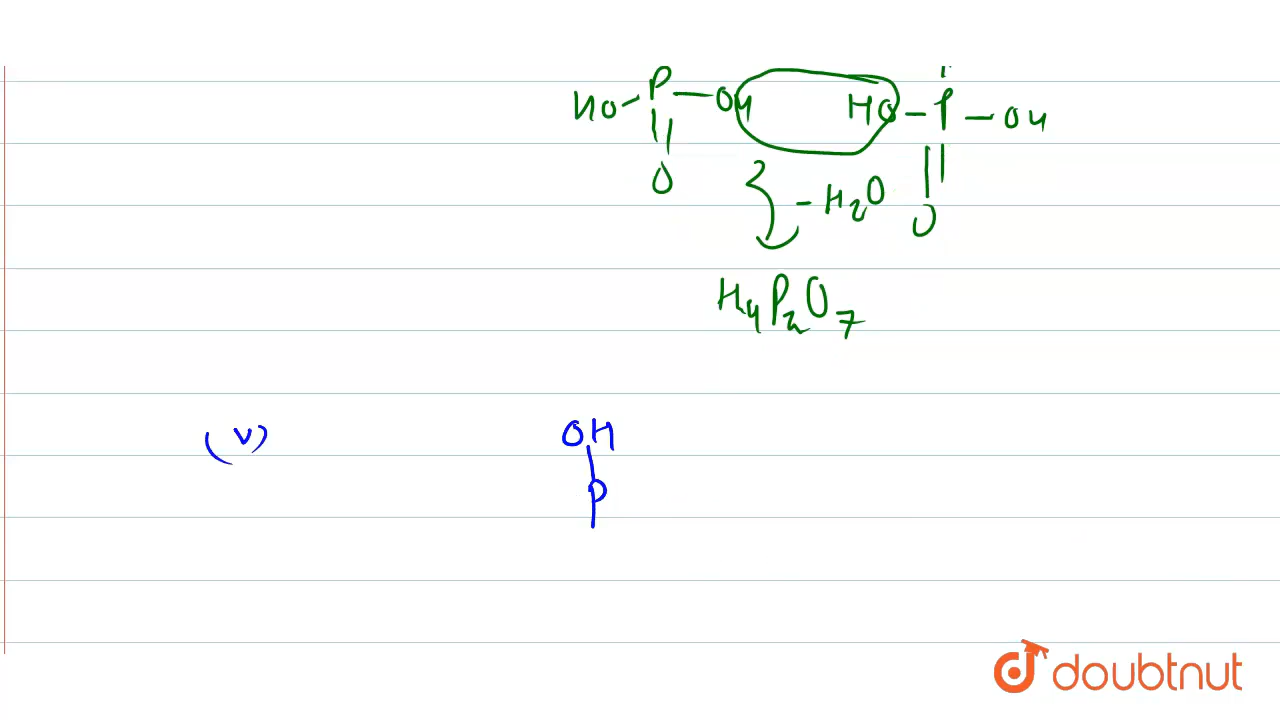 HO P OH HO P OH
O O
- H2O
H4P2O7
(v) OH
P
doubtnut